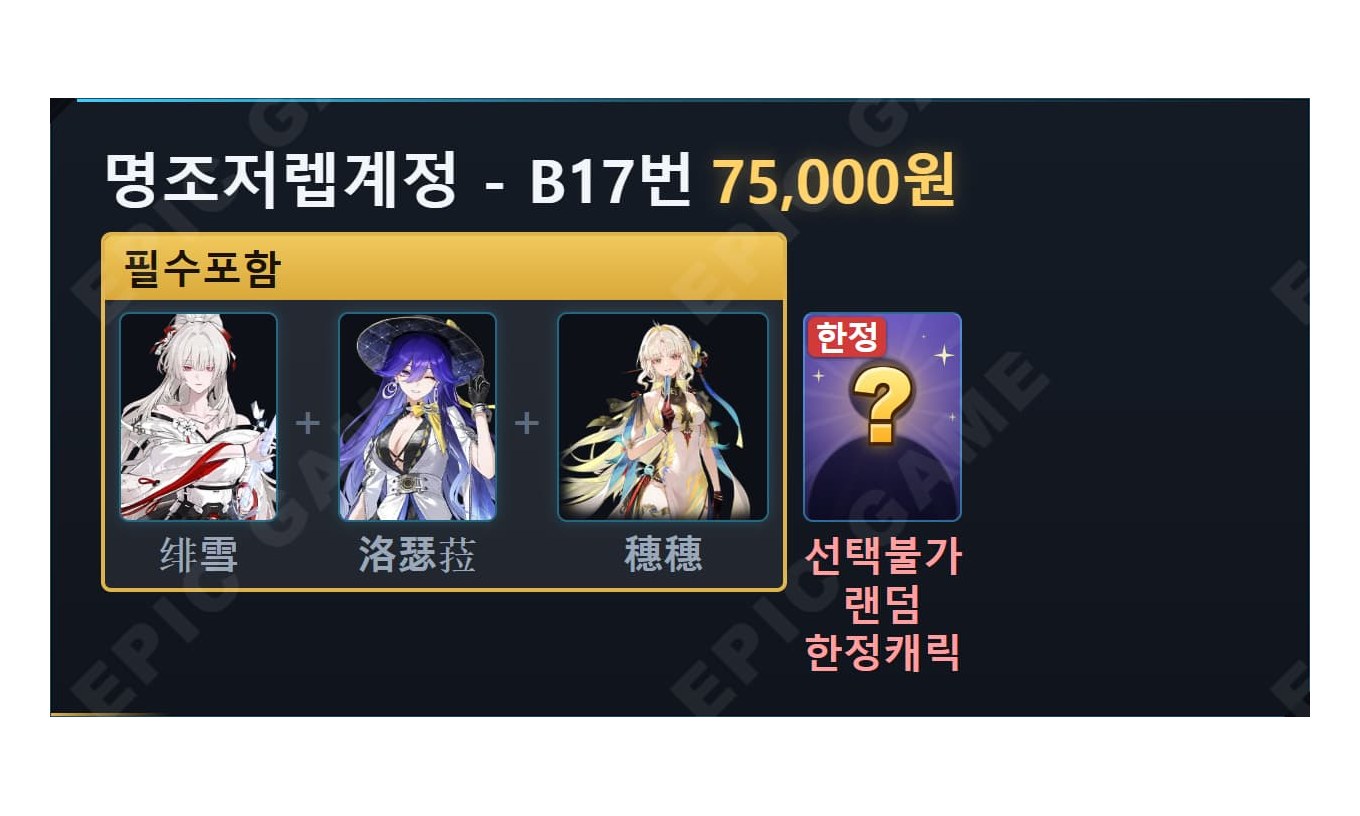 명조저렙계정 - B17번 75,000원
필수포함
한정
?
+ +
绯雪 洛瑟菈 穗穗
선택불가
랜덤
한정캐릭
EPIC GAME